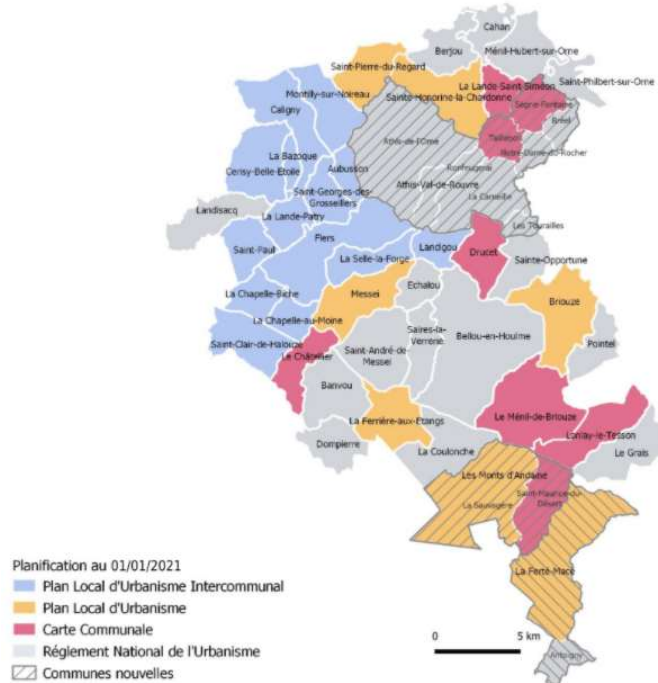 Cahan
Berjou
Ménil-Hubert-sur-Orne
Saint-Pierre-du-Regard
La Lande-Saint-Siméon
Saint-Philbert-sur-Orne
Montilly-sur-Noireau
Sainte-Honorine-la-Chardonne
Ségrie-Fontaine
Caligny
Bréel
Athis-de-l'Orne
Taillebois
Notre-Dame-du-Rocher
La Bazoque
Ronfeugerai
Cerisy-Belle-Etoile
Aubusson
Athis-Val-de-Rouvre
La Carneille
Saint-Georges-des-
Groseillers
Landisacq
La Lande-Patry
Les Tourailles
Flers
Saint-Paul
Landigou
Drucet
La Selle-la-Forge
Sainte-Opportune
Echalou
La Chapelle-Biche
Messei
Briouze
La Chapelle-au-Moine
Saires-la-
Verrerie
Bellou-en-Houlme
Saint-Clair-de-Halouze
Saint-André-de-
Messei
Pointel
Le Châtellier
Banvou
Le Ménil-de-Briouze
La Ferrière-aux-Etangs
Lonlay-le-Tesson
Dompierre
La Coulonche
Le Grais
Les Monts d'Andaine
Saint-Maurice-du-
Désert
La Sauvagère
La Ferté-Macé
Antoigny
Planification au 01/01/2021
Plan Local d'Urbanisme Intercommunal
Plan Local d'Urbanisme
Carte Communale
Réglement National de l'Urbanisme
Communes nouvelles
0 5 km